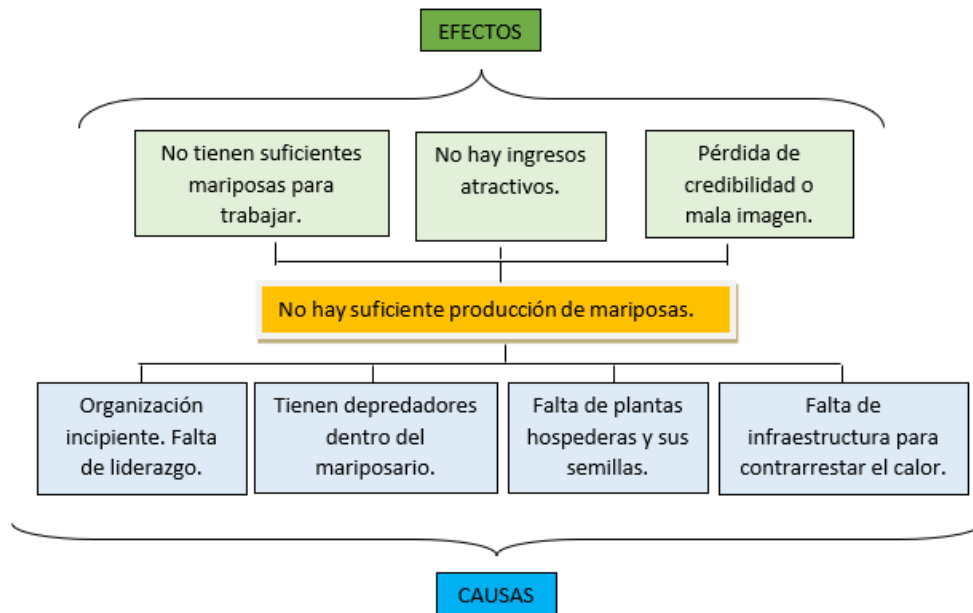 EFECTOS
No tienen suficientes
mariposas para
trabajar.
No hay ingresos
atractivos.
Pérdida de
credibilidad o
mala imagen.
No hay suficiente producción de mariposas.
Organización
incipiente. Falta
de liderazgo.
Tienen depredadores
dentro del
mariposario.
Falta de plantas
hospederas y sus
semillas.
Falta de
infraestructura para
contrarrestar el calor.
CAUSAS